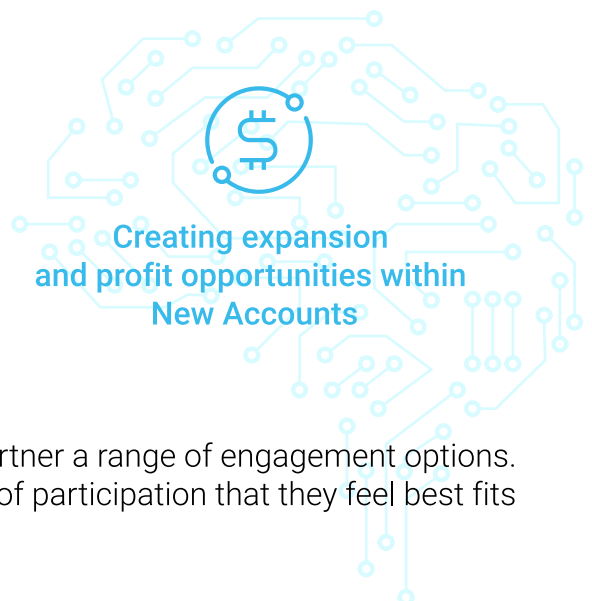 Creating expansion
and profit opportunities within
New Accounts
a range of engagement options.
of participation that they feel best fits